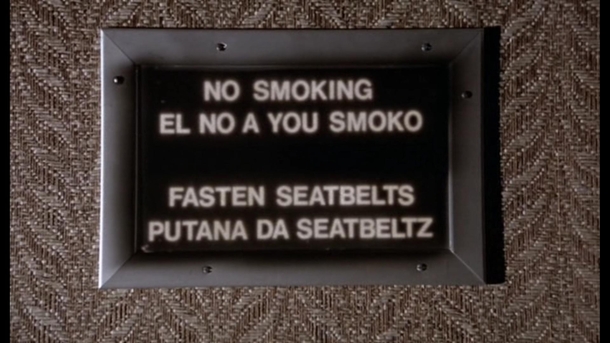 NO SMOKING
EL NO A YOU SMOKO
FASTEN SEATBELTS
PUTANA DA SEATBELTZ